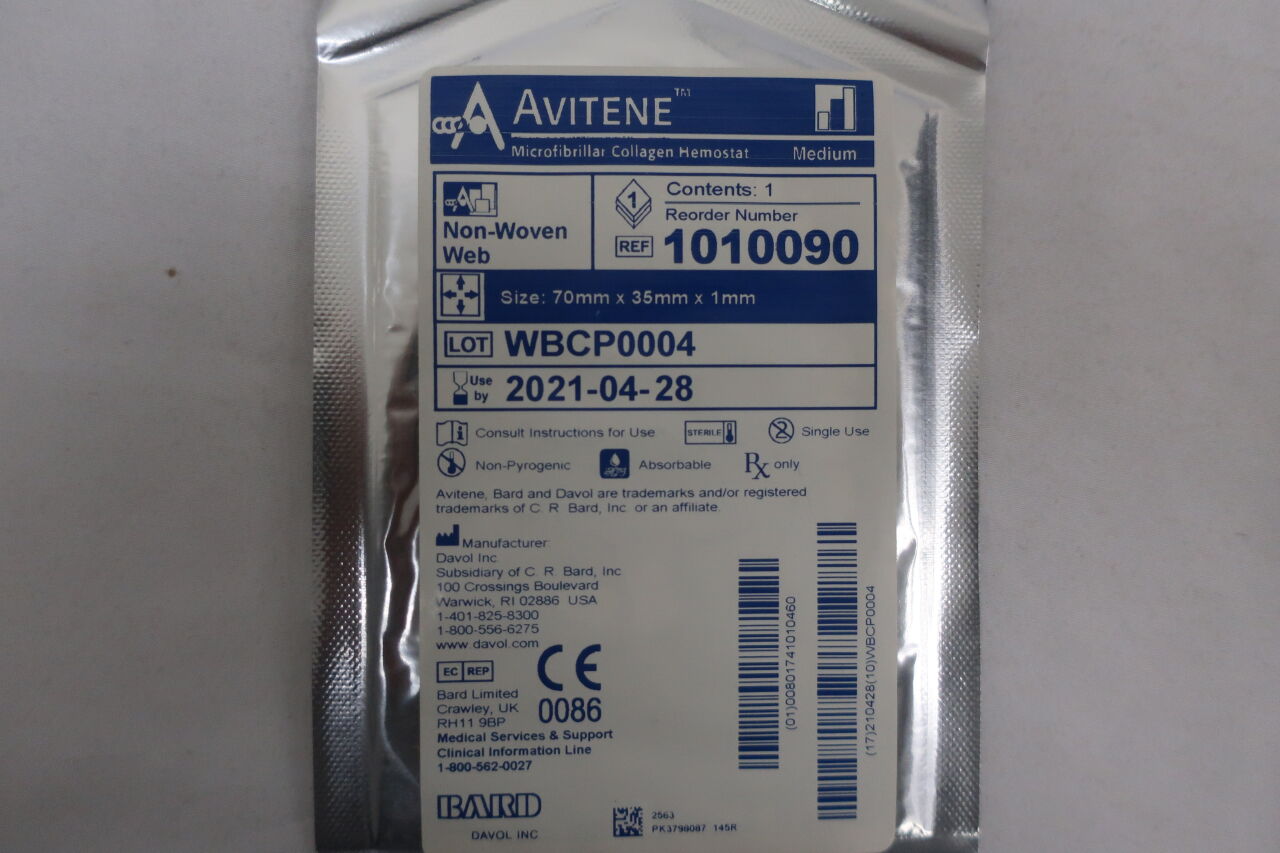 AVITENE™
Microfibrillar Collagen Hemostat Medium
Non-Woven
Web
1
Contents: 1
Reorder Number
REF 1010090
Size: 70mm x 35mm x 1mm
LOT WBCP0004
Use
by 2021-04-28
Consult Instructions for Use STERILE 2 Single Use
Non-Pyrogenic Absorbable Rx only
Avitene, Bard and Davol are trademarks and/or registered
trademarks of C. R. Bard, Inc. or an affiliate.
Manufacturer:
Davol Inc.
Subsidiary of C. R. Bard, Inc
100 Crossings Boulevard
Warwick, RI 02886 USA
1-401-825-8300
1-800-556-6275
www.davol.com
EC REP
CE
0086
Bard Limited
Crawley, UK
RH11 9BP
Medical Services & Support
Clinical Information Line
1-800-562-0027
(01)00801741010460
(17)210428(10)WBCP0004
BARD
DAVOL INC
2563
PK3798087 145R